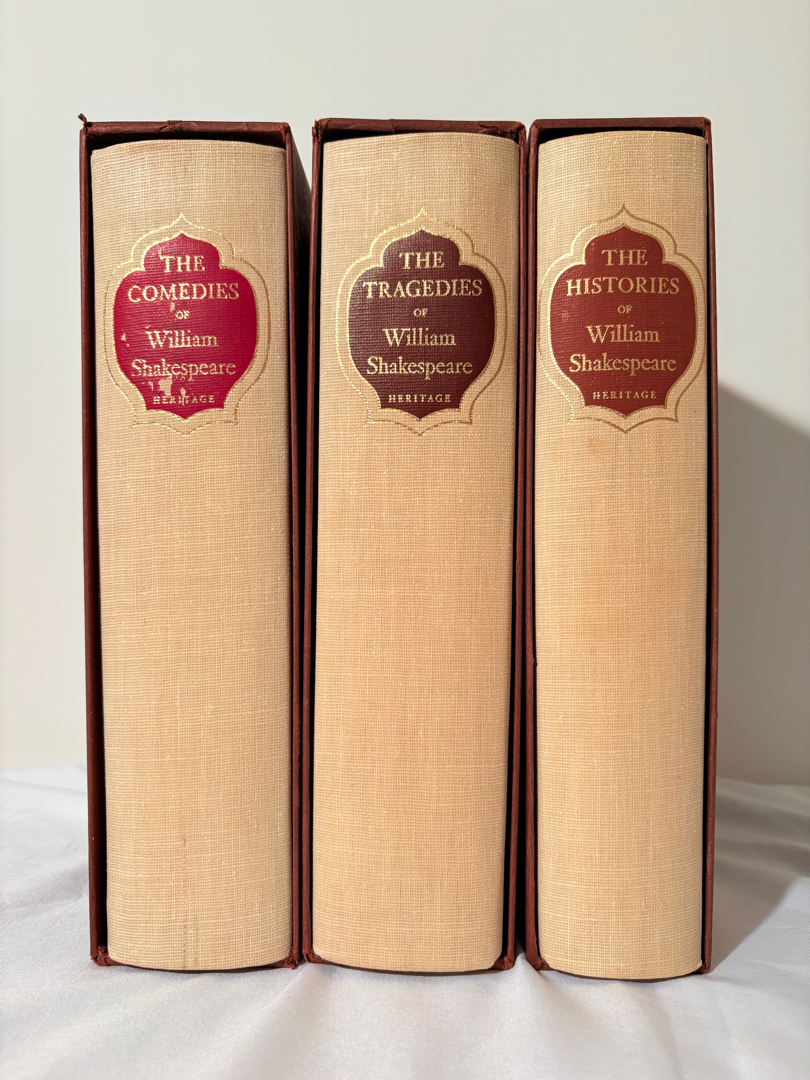 THE
COMEDIES
OF
William
Shakespeare
HERITAGE
THE
TRAGEDIES
OF
William
Shakespeare
HERITAGE
THE
HISTORIES
OF
William
Shakespeare
HERITAGE